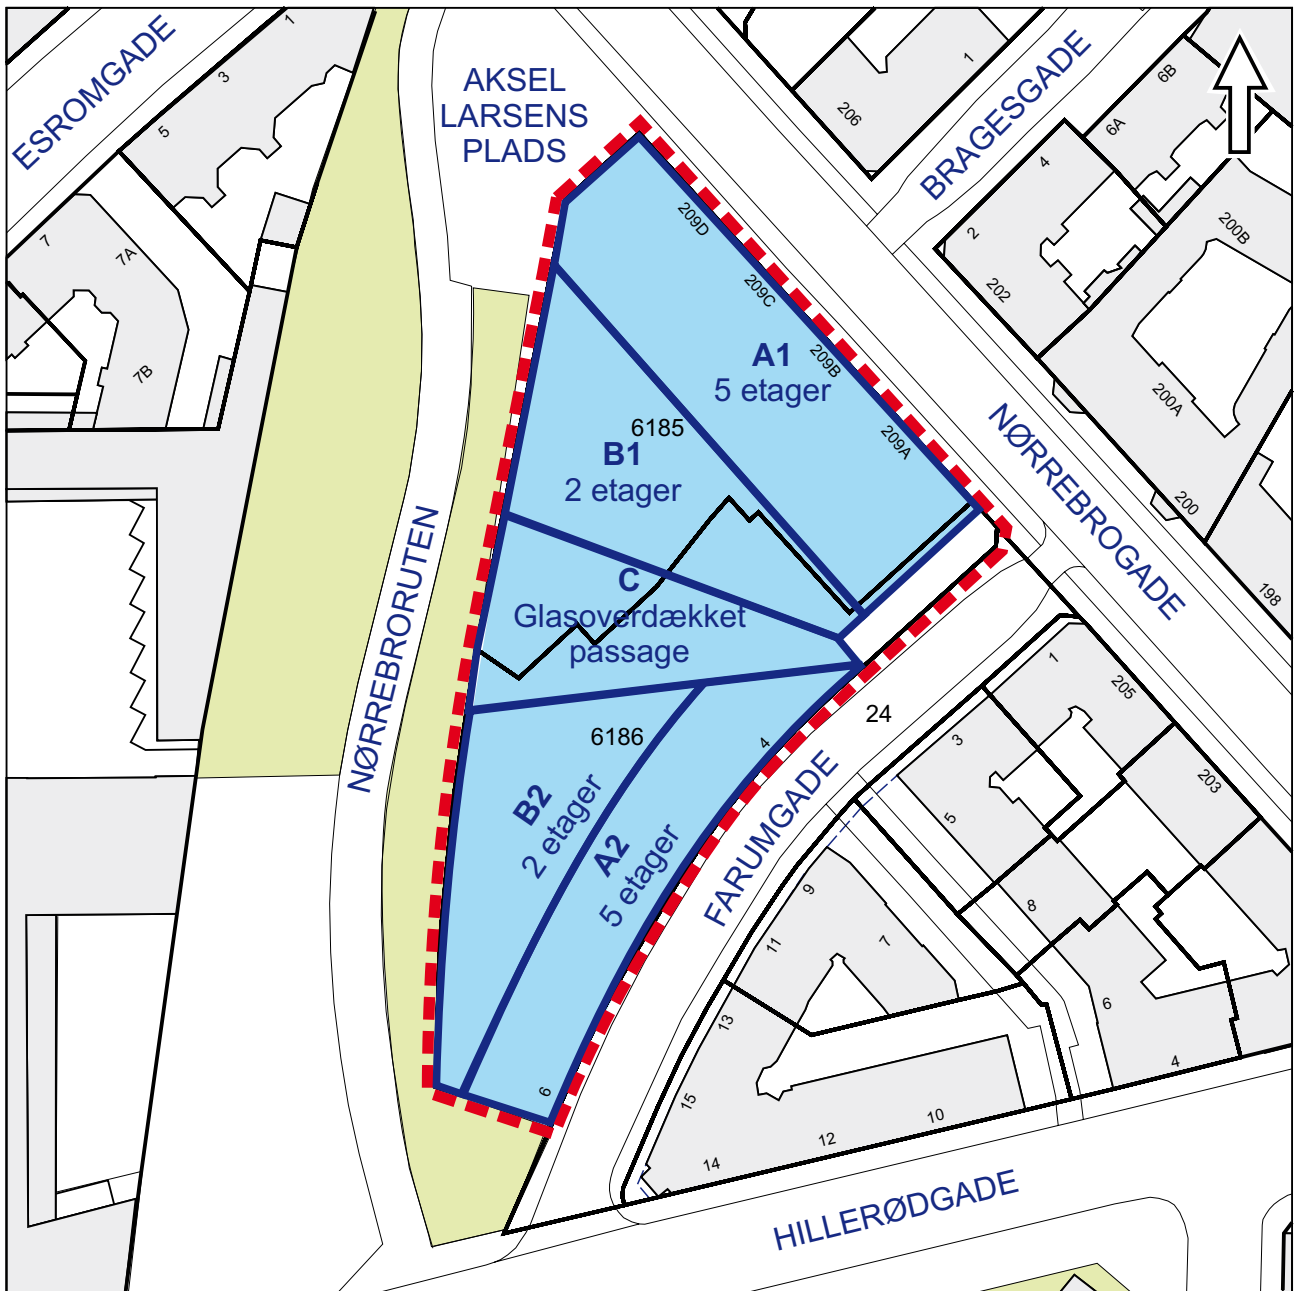 ESROMGADE
1
3
5
7
7A
7B
AKSEL
LARSENS
PLADS
206
1
BRAGESGADE
6B
6A
4
2
202
200B
200A
200
198
NØRREBROGADE
209D
209C
209B
209A
A1
5 etager
6185
B1
2 etager
C
Glasoverdækket
passage
NØRREBRORUTEN
6186
B2
2 etager
A2
5 etager
4
6
24
FARUMGADE
1
205
3
203
5
8
9
7
11
13
15
6
4
10
12
14
HILLERØDGADE